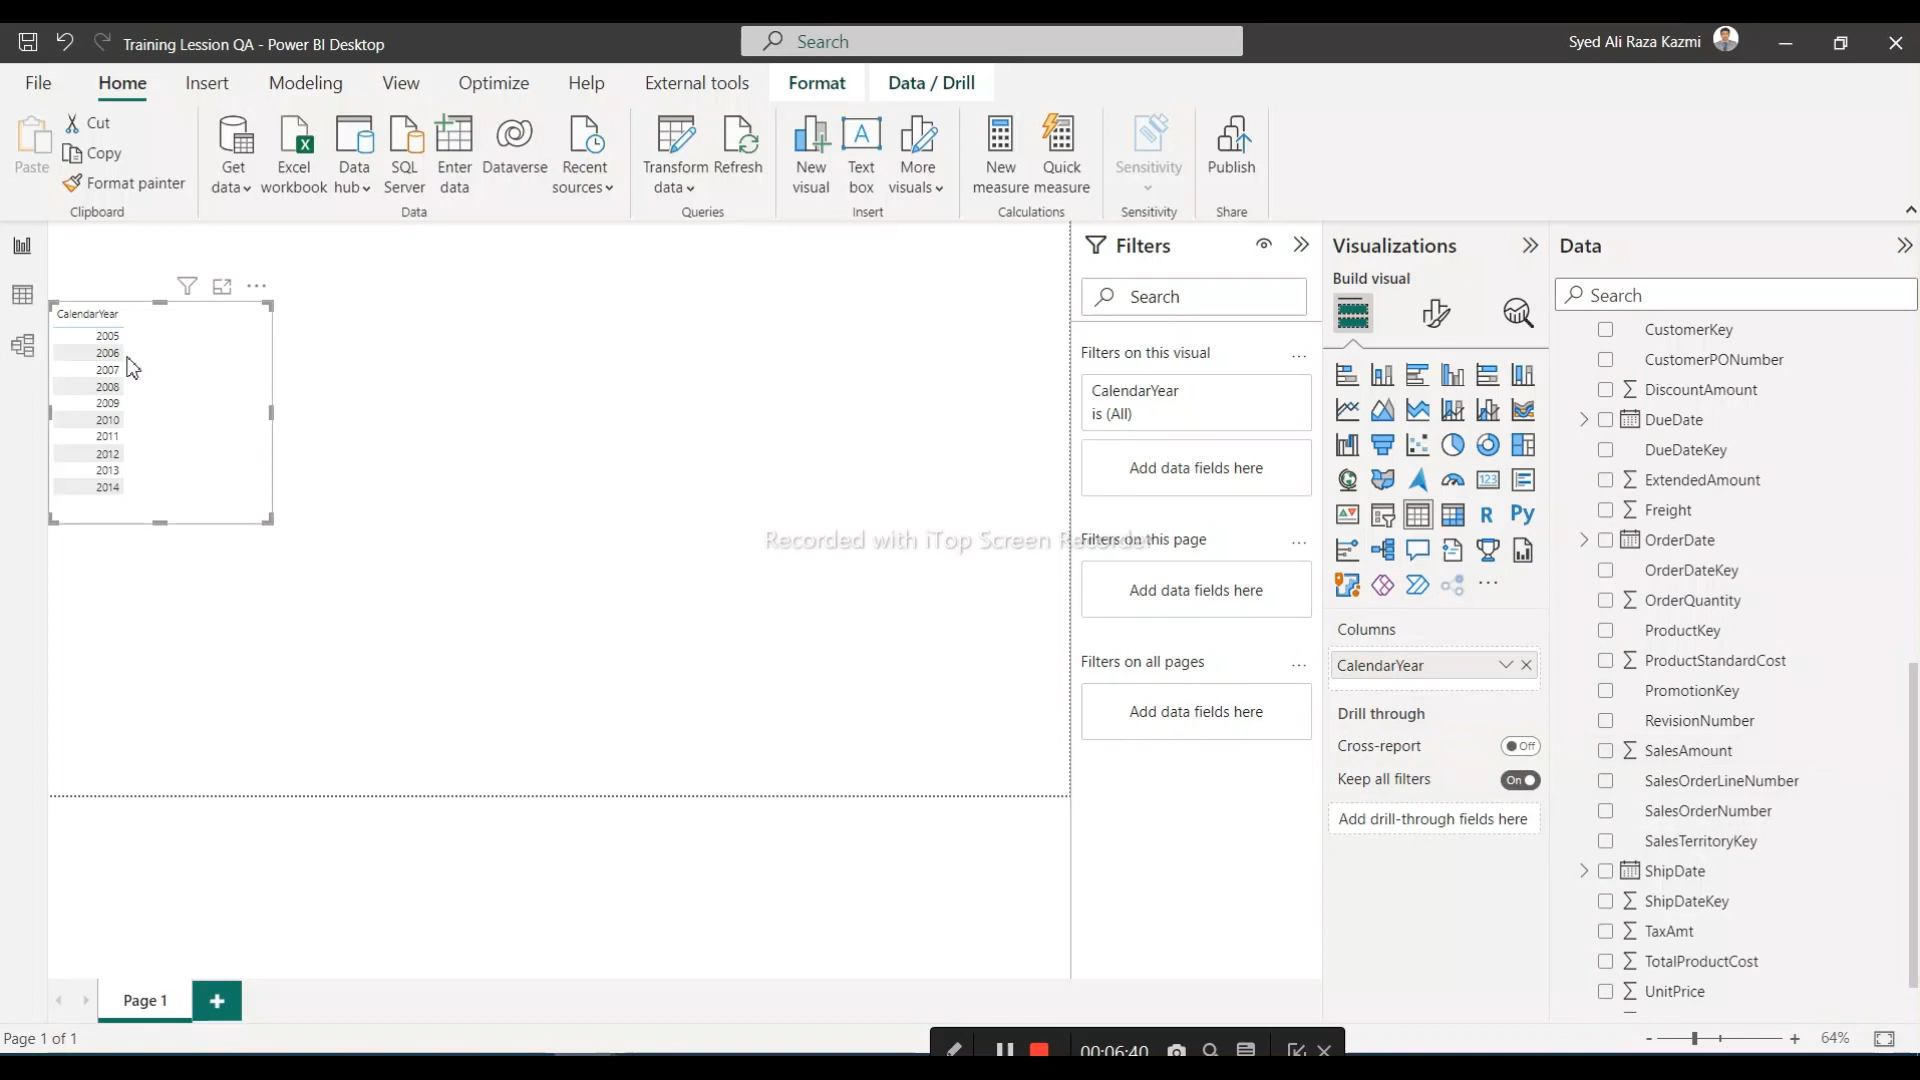 Training Lession QA - Power BI Desktop
Search
Syed Ali Raza Kazmi
File
Home
Insert
Modeling
View
Optimize
Help
External tools
Format
Data / Drill
Paste
Cut
Copy
Format painter
Clipboard
Get
data
Excel
workbook
Data
hub
SQL
Server
Enter
data
Dataverse
Recent
sources
Data
Transform
data
Refresh
Queries
New
visual
Text
box
More
visuals
Insert
New
measure
Quick
measure
Calculations
Sensitivity
Sensitivity
Publish
Share
CalendarYear
2005
2006
2007
2008
2009
2010
2011
2012
2013
2014
Recorded with iTop Screen Recorder
Filters
Search
Filters on this visual
CalendarYear
is (All)
Add data fields here
Filters on this page
Add data fields here
Filters on all pages
Add data fields here
Visualizations
Build visual
123
R
Py
Columns
CalendarYear
Drill through
Cross-report
Off
Keep all filters
On
Add drill-through fields here
Data
Search
CustomerKey
CustomerPONumber
DiscountAmount
DueDate
DueDateKey
ExtendedAmount
Freight
OrderDate
OrderDateKey
OrderQuantity
ProductKey
ProductStandardCost
PromotionKey
RevisionNumber
SalesAmount
SalesOrderLineNumber
SalesOrderNumber
SalesTerritoryKey
ShipDate
ShipDateKey
TaxAmt
TotalProductCost
UnitPrice
Page 1
Page 1 of 1
00:06:40
64%